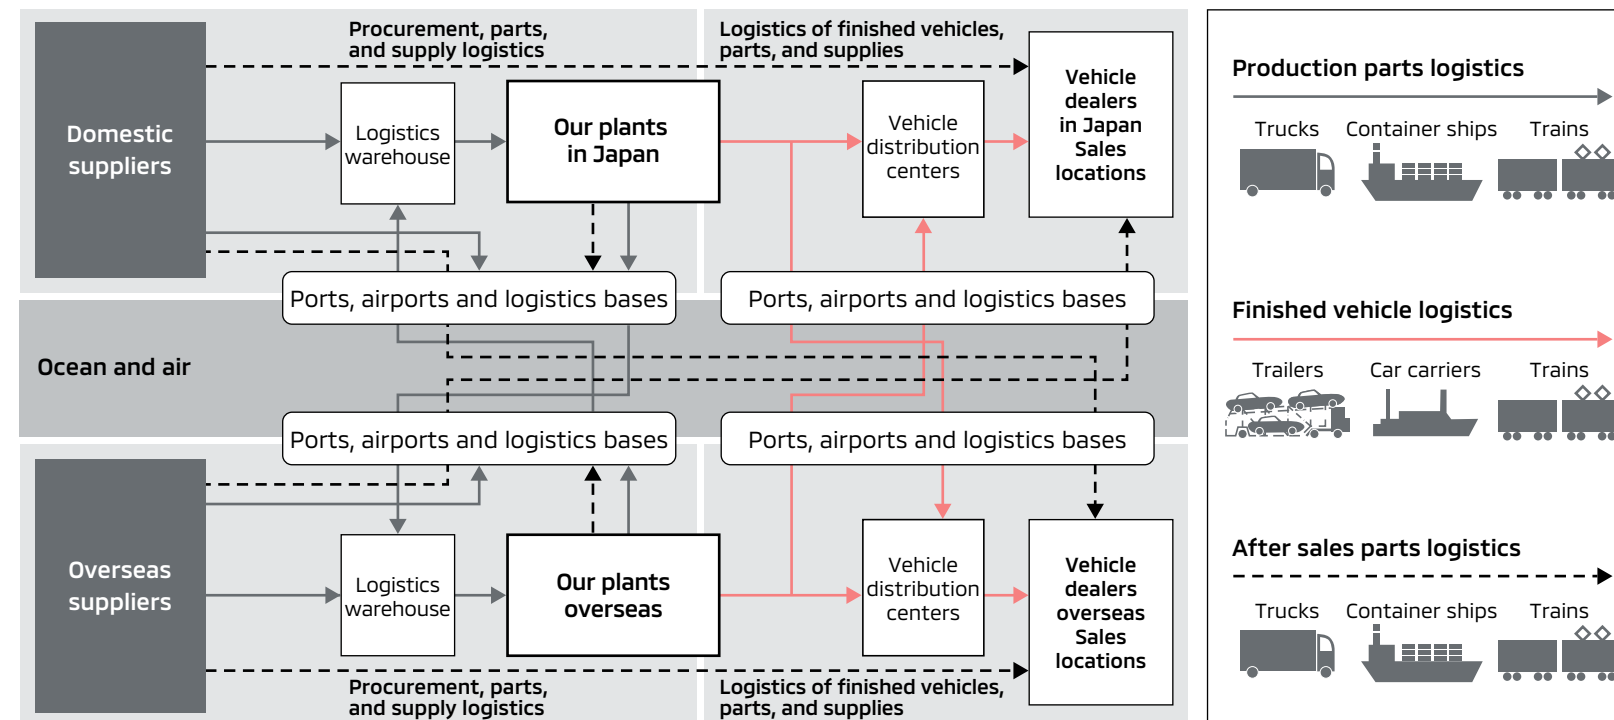 Procurement, parts,
and supply logistics
Logistics of finished vehicles,
parts, and supplies
Domestic
suppliers
Logistics
warehouse
Our plants
in Japan
Vehicle
distribution
centers
Vehicle
dealers
in Japan
Sales
locations
Ports, airports and logistics bases
Ports, airports and logistics bases
Ocean and air
Ports, airports and logistics bases
Ports, airports and logistics bases
Overseas
suppliers
Logistics
warehouse
Our plants
overseas
Vehicle
distribution
centers
Vehicle
dealers
overseas
Sales
locations
Procurement, parts,
and supply logistics
Logistics of finished vehicles,
parts, and supplies
Production parts logistics
Trucks Container ships Trains
Finished vehicle logistics
Trailers Car carriers Trains
After sales parts logistics
Trucks Container ships Trains